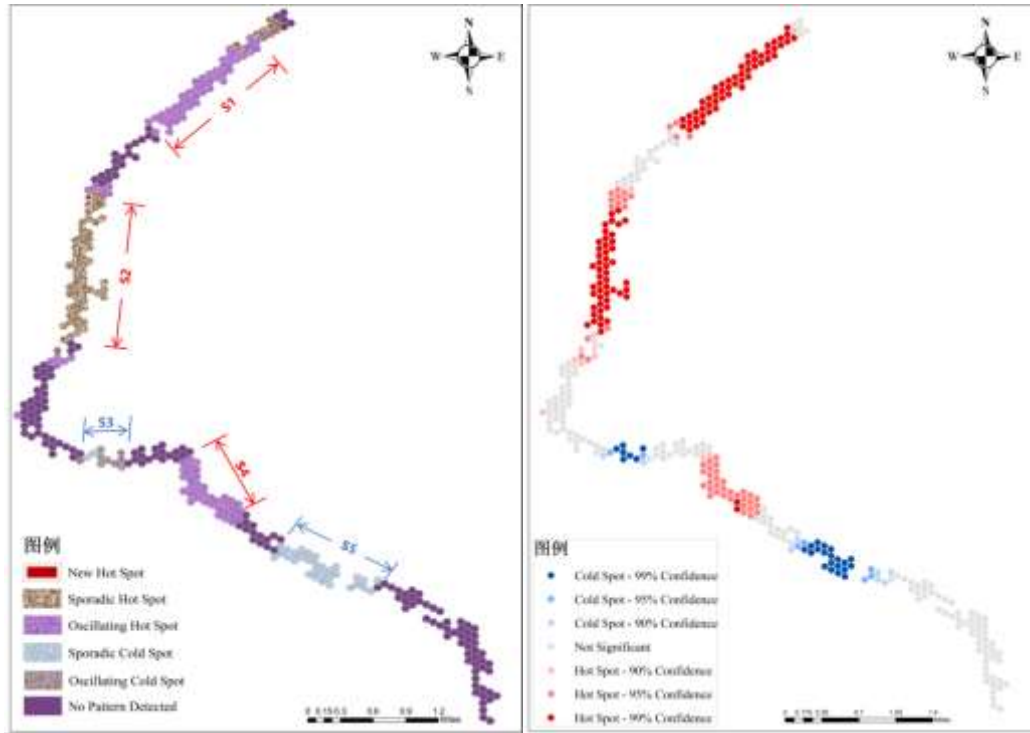 N
W E
S
S1
S2
S3
S4
S5
图例
New Hot Spot
Sporadic Hot Spot
Oscillating Hot Spot
Sporadic Cold Spot
Oscillating Cold Spot
No Pattern Detected
N
W E
S
图例
Cold Spot - 99% Confidence
Cold Spot - 95% Confidence
Cold Spot - 90% Confidence
Not Significant
Hot Spot - 90% Confidence
Hot Spot - 95% Confidence
Hot Spot - 99% Confidence